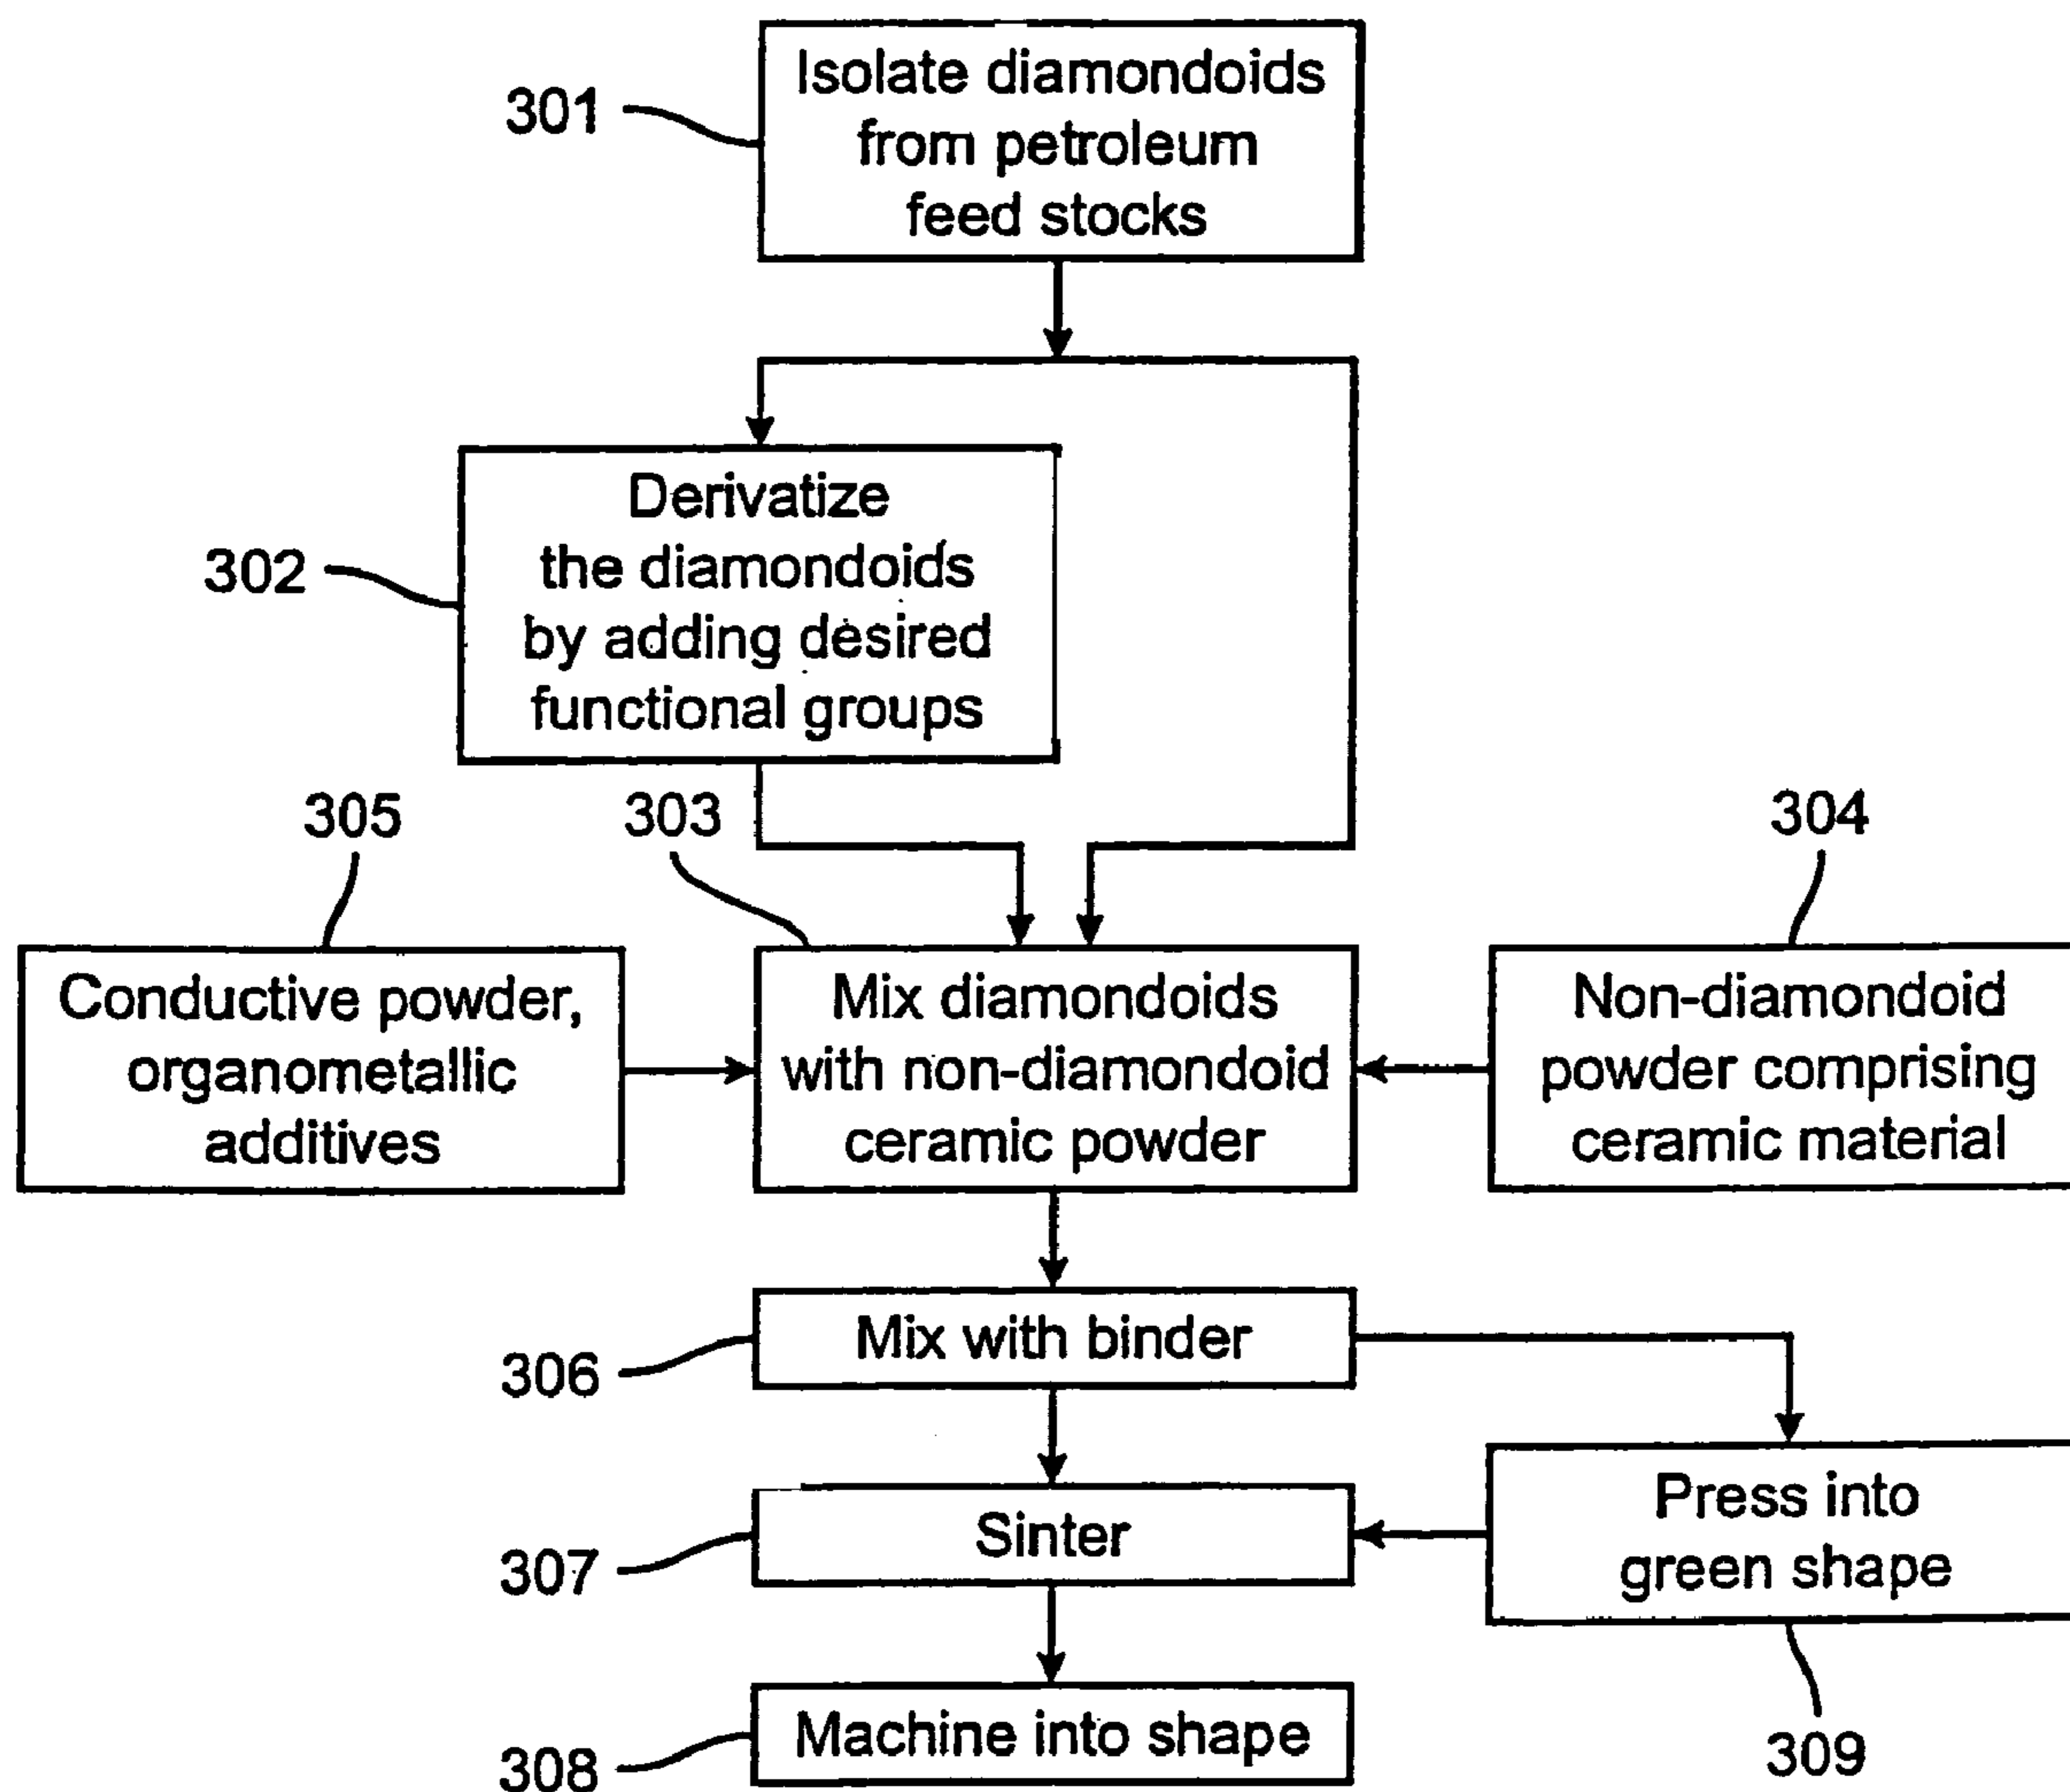 Isolate diamondoids
from petroleum
feed stocks
301
Derivatize
the diamondoids
by adding desired
functional groups
302
305
303
304
Conductive powder,
organometallic
additives
Mix diamondoids
with non-diamondoid
ceramic powder
Non-diamondoid
powder comprising
ceramic material
Mix with binder
306
Sinter
307
Press into
green shape
309
Machine into shape
308